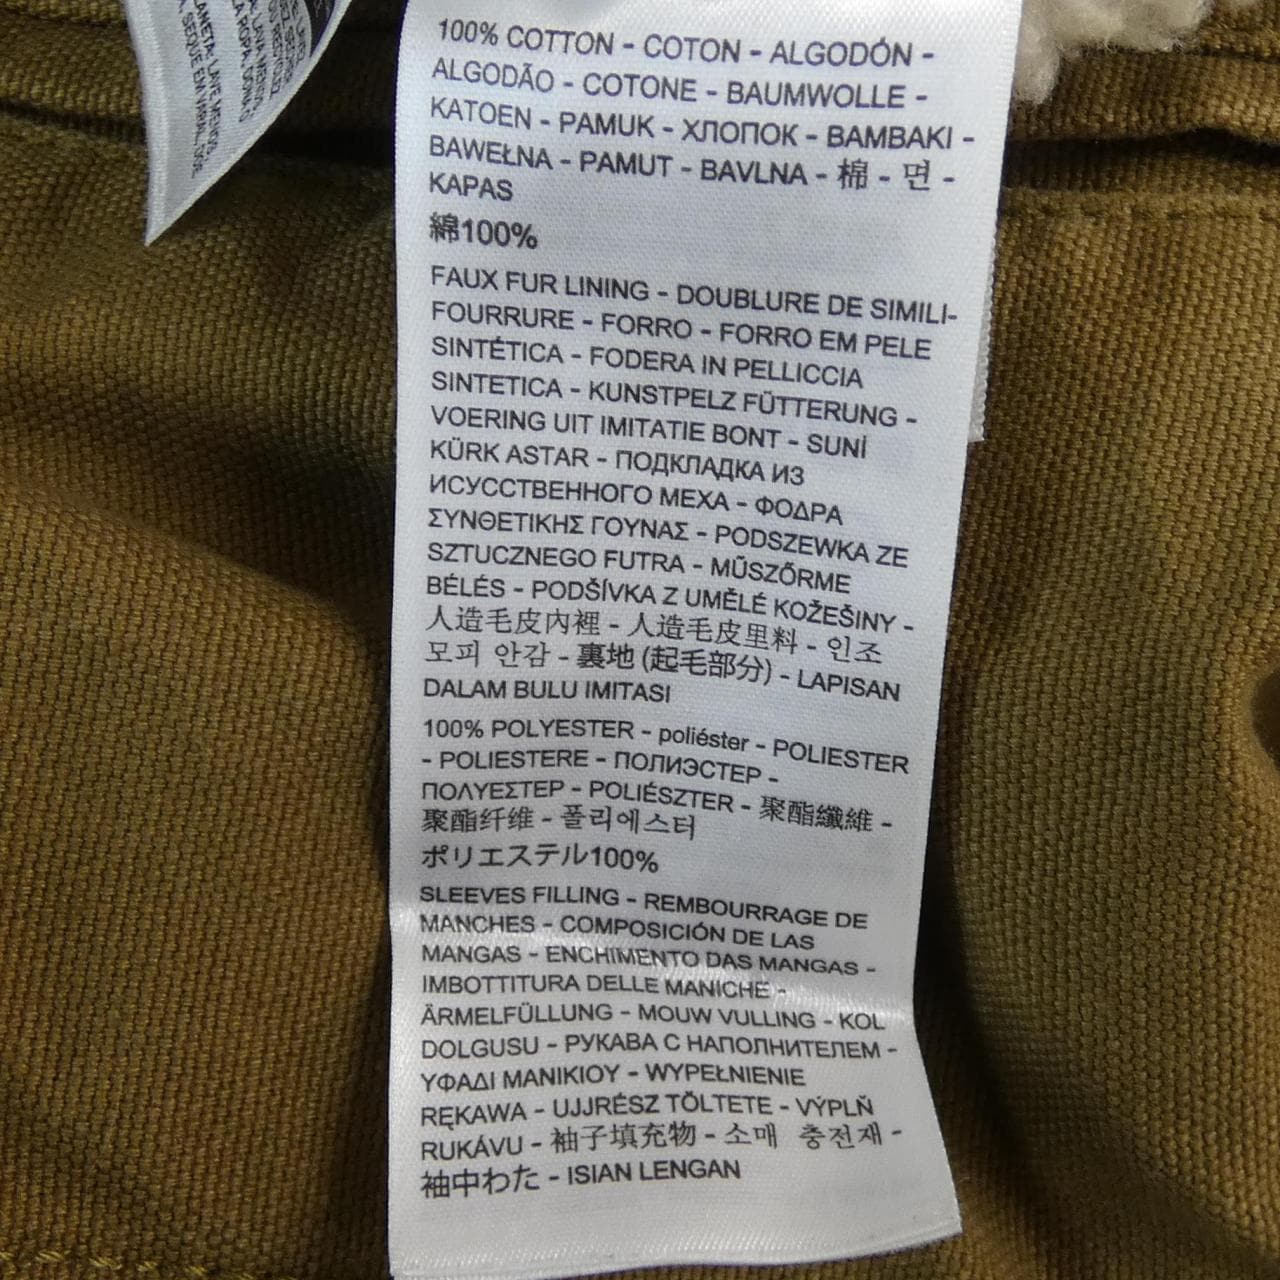 100% COTTON - COTON - ALGODÓN -
ALGODÃO - COTONE - BAUMWOLLE -
KATOEN - PAMUK - ХЛОПОК - BAMBAKI -
BAWEŁNA - PAMUT - BAVLNA - 棉 - 면 -
KAPAS
綿100%
FAUX FUR LINING - DOUBLURE DE SIMILI-
FOURRURE - FORRO - FORRO EM PELE
SINTÉTICA - FODERA IN PELLICCIA
SINTETICA - KUNSTPELZ FÜTTERUNG -
VOERING UIT IMITATIE BONT - SUNİ
KÜRK ASTAR - ПОДКЛАДКА ИЗ
ИСУССТВЕННОГО МЕХА - ΦΟΔΡΑ
ΣΥΝΘΕΤΙΚΗΣ ΓΟΥΝΑΣ - PODSZEWKA ZE
SZTUCZNEGO FUTRA - MŰSZŐRME
BÉLÉS - PODŠÍVKA Z UMĚLÉ KOŽEŠINY -
人造毛皮內裡 - 人造毛皮里料 - 인조
모피 안감 - 裏地 (起毛部分) - LAPISAN
DALAM BULU IMITASI
100% POLYESTER - poliéster - POLIESTER
- POLIESTERE - ПОЛИЭСТЕР -
ΠΟΛΥΕΣΤΕΡ - POLIÉSZTER - 聚酯纖維 -
聚酯纤维 - 폴리에스터
ポリエステル100%
SLEEVES FILLING - REMBOURRAGE DE
MANCHES - COMPOSICIÓN DE LAS
MANGAS - ENCHIMENTO DAS MANGAS -
IMBOTTITURA DELLE MANICHE -
ÄRMELFÜLLUNG - MOUW VULLING - KOL
DOLGUSU - РУКАВА С НАПОЛНИТЕЛЕМ -
ΥΦΑΔΙ ΜΑΝΙΚΙΟΥ - WYPEŁNIENIE
RĘKAWA - UJJRÉSZ TÖLTETE - VÝPLŇ
RUKÁVU - 袖子填充物 - 소매 충전재 -
袖中わた - ISIAN LENGAN